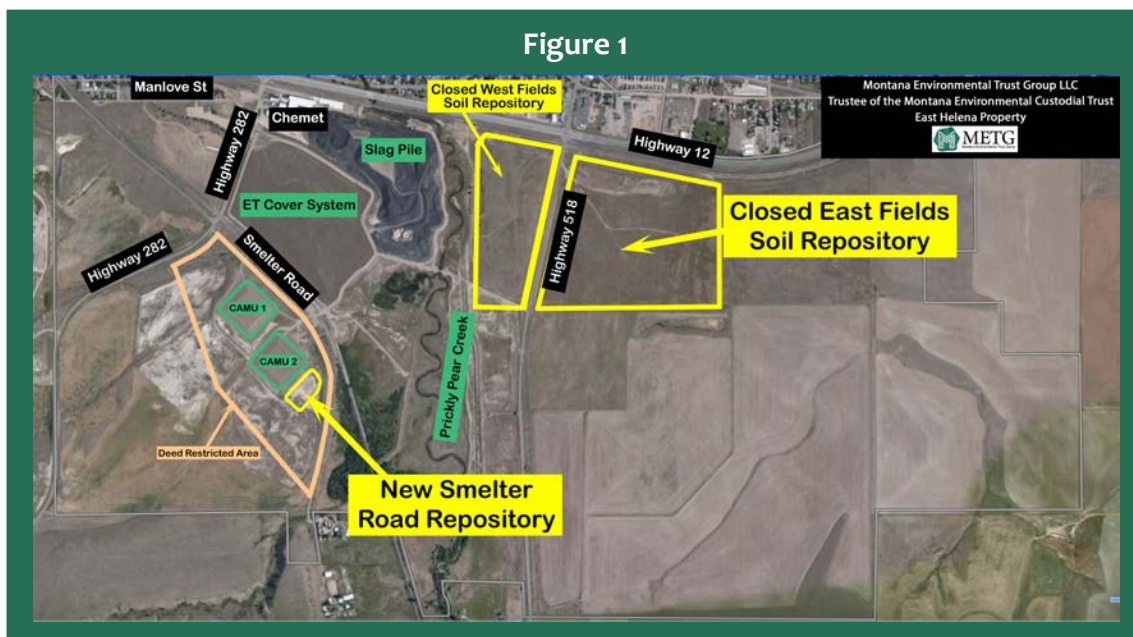 Figure 1
Montana Environmental Trust Group LLC
Trustee of the Montana Environmental Custodial Trust
East Helena Property
METG
Manlove St
Closed West Fields
Soil Repository
Chemet
Highway 282
Slag Pile
Highway 12
ET Cover System
Closed East Fields
Soil Repository
Highway 518
Highway 282
Smelter Road
CAMU 1
CAMU 2
Prickly Pear Creek
Deed Restricted Area
New Smelter
Road Repository